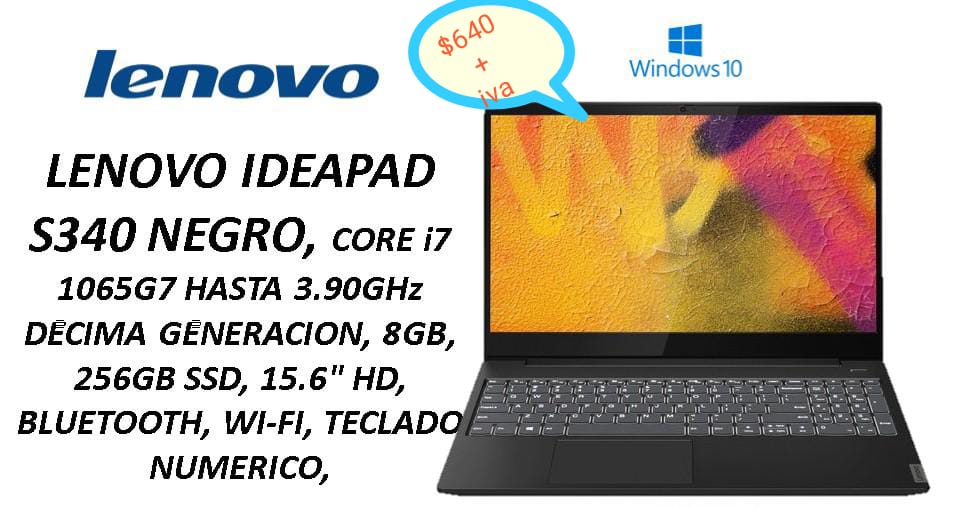 lenovo
$640
+
iva
Windows 10
LENOVO IDEAPAD
S340 NEGRO, CORE i7
1065G7 HASTA 3.90GHz
DECIMA GENERACION, 8GB,
256GB SSD, 15.6" HD,
BLUETOOTH, WI-FI, TECLADO
NUMERICO,